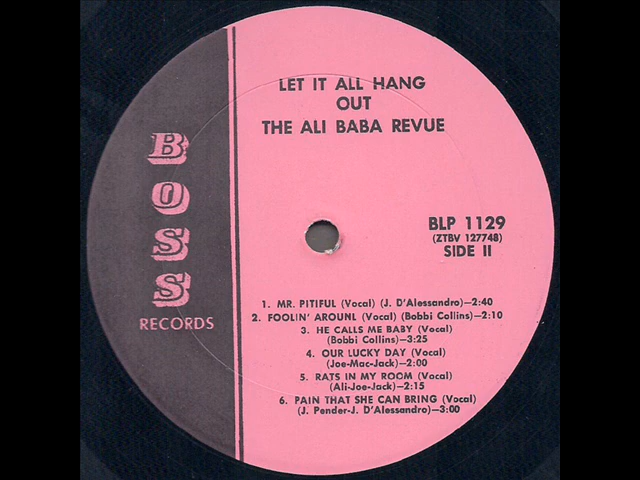 LET IT ALL HANG
OUT
THE ALI BABA REVUE
BOSS
RECORDS
BLP 1129
(ZTBV 127748)
SIDE II
1. MR. PITIFUL (Vocal) (J. D'Alessandro)—2:40
2. FOOLIN' AROUNL (Vocal) (Bobbi Collins)—2:10
3. HE CALLS ME BABY (Vocal)
(Bobbi Collins)—3:25
4. OUR LUCKY DAY (Vocal)
(Joe-Mac-Jack)—2:00
5. RATS IN MY ROOM (Vocal)
(Ali-Joe-Jack)—2:15
6. PAIN THAT SHE CAN BRING (Vocal)
(J. Pender-J. D'Alessandro)—3:00